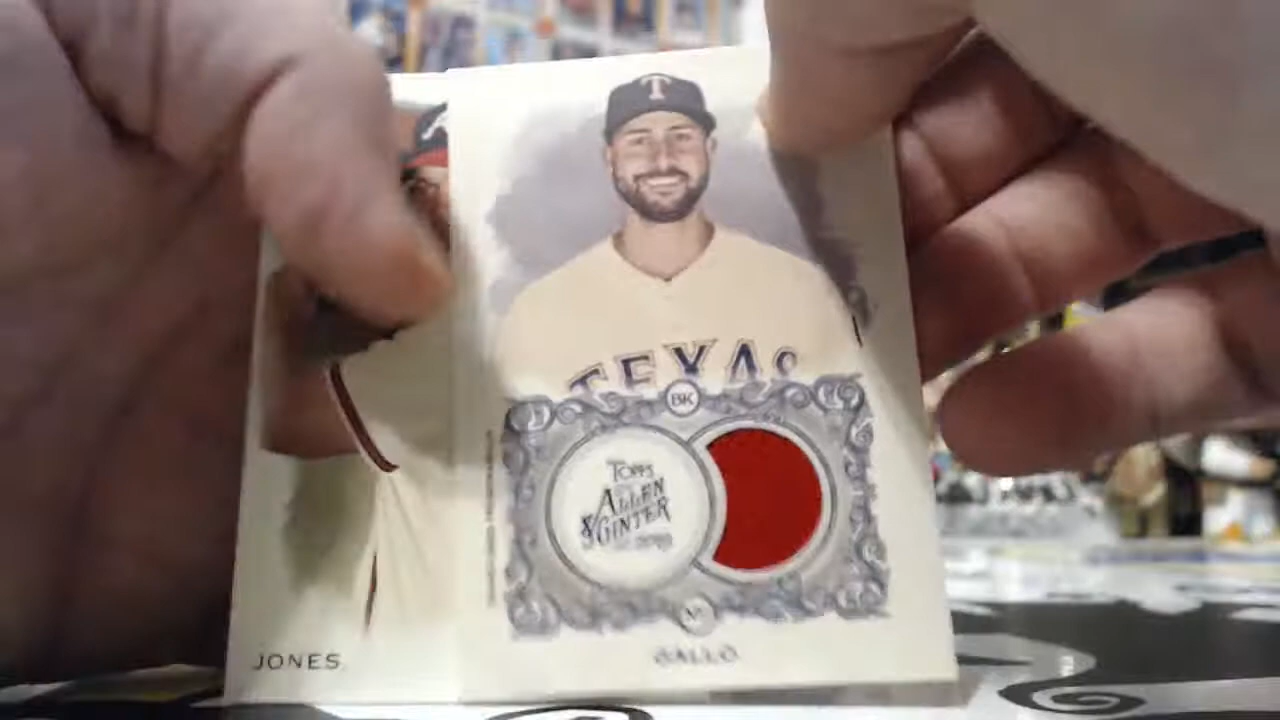 T
TEXAS
BK
TOPPS
ALLEN
& GINTER
GALLO
JONES